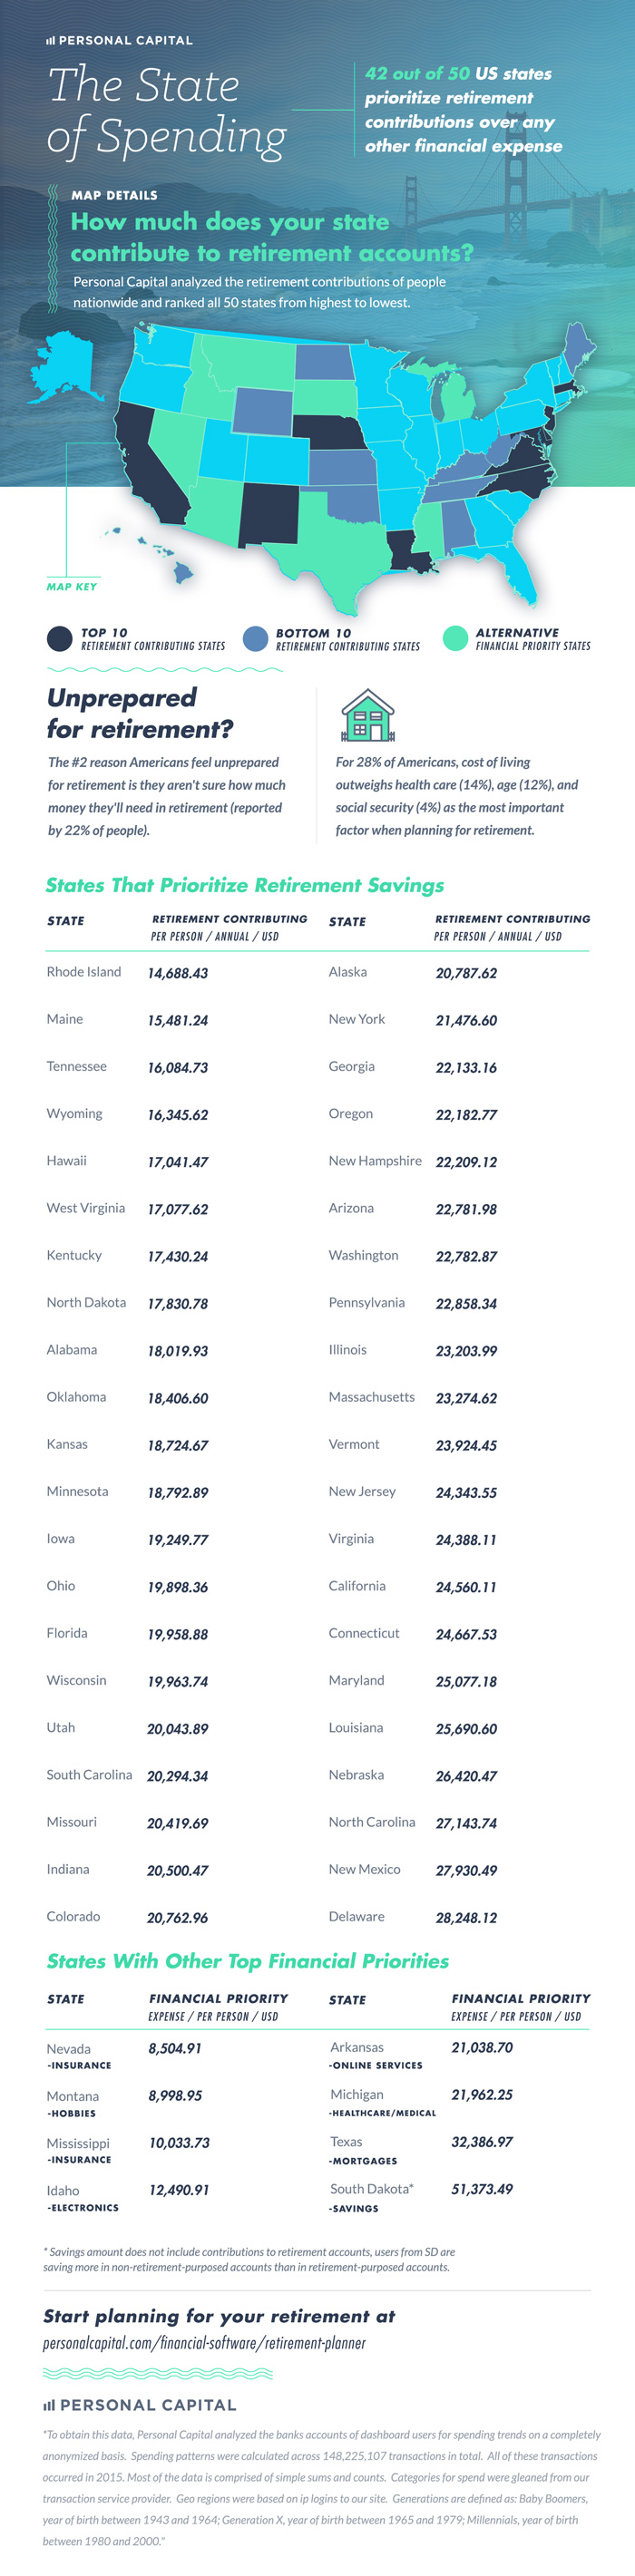 PERSONAL CAPITAL
The State
of Spending
42 out of 50 US states
prioritize retirement
contributions over any
other financial expense
MAP DETAILS
How much does your state
contribute to retirement accounts?
Personal Capital analyzed the retirement contributions of people
nationwide and ranked all 50 states from highest to lowest.
MAP KEY
TOP 10
RETIREMENT CONTRIBUTING STATES
BOTTOM 10
RETIREMENT CONTRIBUTING STATES
ALTERNATIVE
FINANCIAL PRIORITY STATES
Unprepared
for retirement?
The #2 reason Americans feel unprepared
for retirement is they aren't sure how much
money they'll need in retirement (reported
by 22% of people).
For 28% of Americans, cost of living
outweighs health care (14%), age (12%), and
social security (4%) as the most important
factor when planning for retirement.
States That Prioritize Retirement Savings
STATE RETIREMENT CONTRIBUTING STATE RETIREMENT CONTRIBUTING
PER PERSON / ANNUAL / USD PER PERSON / ANNUAL / USD
Rhode Island 14,688.43 Alaska 20,787.62
Maine 15,481.24 New York 21,476.60
Tennessee 16,084.73 Georgia 22,133.16
Wyoming 16,345.62 Oregon 22,182.77
Hawaii 17,041.47 New Hampshire 22,209.12
West Virginia 17,077.62 Arizona 22,781.98
Kentucky 17,430.24 Washington 22,782.87
North Dakota 17,830.78 Pennsylvania 22,858.34
Alabama 18,019.93 Illinois 23,203.99
Oklahoma 18,406.60 Massachusetts 23,274.62
Kansas 18,724.67 Vermont 23,924.45
Minnesota 18,792.89 New Jersey 24,343.55
Iowa 19,249.77 Virginia 24,388.11
Ohio 19,898.36 California 24,560.11
Florida 19,958.88 Connecticut 24,667.53
Wisconsin 19,963.74 Maryland 25,077.18
Utah 20,043.89 Louisiana 25,690.60
South Carolina 20,294.34 Nebraska 26,420.47
Missouri 20,419.69 North Carolina 27,143.74
Indiana 20,500.47 New Mexico 27,930.49
Colorado 20,762.96 Delaware 28,248.12
States With Other Top Financial Priorities
STATE FINANCIAL PRIORITY STATE FINANCIAL PRIORITY
EXPENSE / PER PERSON / USD EXPENSE / PER PERSON / USD
Nevada 8,504.91 Arkansas 21,038.70
-INSURANCE -ONLINE SERVICES
Montana 8,998.95 Michigan 21,962.25
-HOBBIES -HEALTHCARE/MEDICAL
Mississippi 10,033.73 Texas 32,386.97
-INSURANCE -MORTGAGES
Idaho 12,490.91 South Dakota* 51,373.49
-ELECTRONICS -SAVINGS
* Savings amount does not include contributions to retirement accounts, users from SD are
saving more in non-retirement-purposed accounts than in retirement-purposed accounts.
Start planning for your retirement at
personalcapital.com/financial-software/retirement-planner
PERSONAL CAPITAL
"To obtain this data, Personal Capital analyzed the banks accounts of dashboard users for spending trends on a completely
anonymized basis. Spending patterns were calculated across 148,225,107 transactions in total. All of these transactions
occurred in 2015. Most of the data is comprised of simple sums and counts. Categories for spend were gleaned from our
transaction service provider. Geo regions were based on ip logins to our site. Generations are defined as: Baby Boomers,
year of birth between 1943 and 1964; Generation X, year of birth between 1965 and 1979; Millennials, year of birth
between 1980 and 2000."